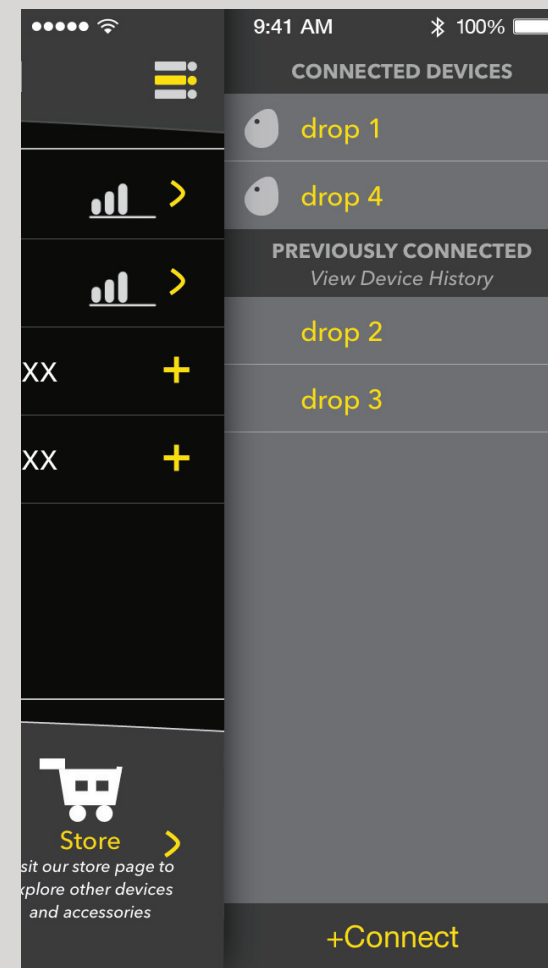 9:41 AM
100%
CONNECTED DEVICES
drop 1
drop 4
PREVIOUSLY CONNECTED
View Device History
drop 2
drop 3
+Connect
XX
XX
Store
sit our store page to
xplore other devices
and accessories